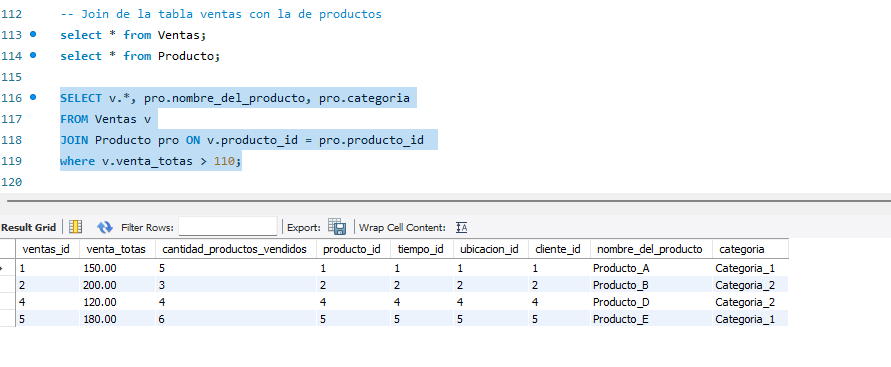 112 -- Join de la tabla ventas con la de productos
113 select * from Ventas;
114 select * from Producto;
115
116 SELECT v.*, pro.nombre_del_producto, pro.categoria
117 FROM Ventas v
118 JOIN Producto pro ON v.producto_id = pro.producto_id
119 where v.venta_totas > 110;
120
Result Grid Filter Rows: Export: Wrap Cell Content: IA
ventas_id venta_totas cantidad_productos_vendidos producto_id tiempo_id ubicacion_id cliente_id nombre_del_producto categoria
1 150.00 5 1 1 1 1 Producto_A Categoria_1
2 200.00 3 2 2 2 2 Producto_B Categoria_2
4 120.00 4 4 4 4 4 Producto_D Categoria_2
5 180.00 6 5 5 5 5 Producto_E Categoria_1